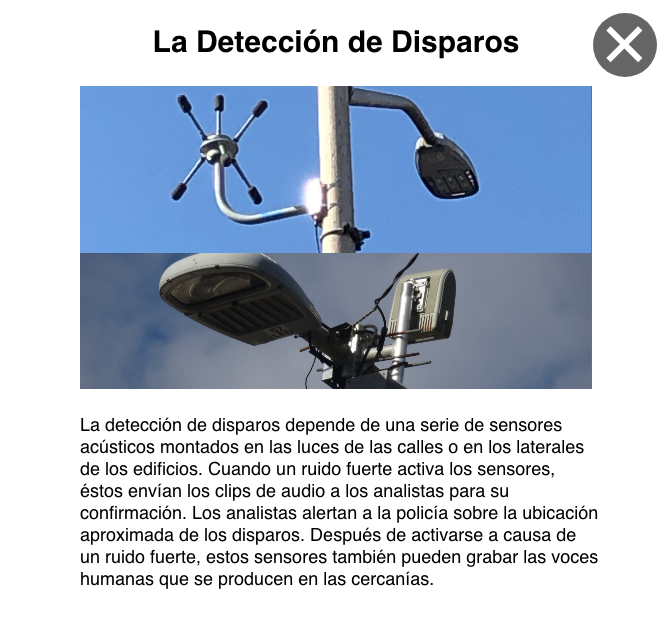 La Detección de Disparos
La detección de disparos depende de una serie de sensores
acústicos montados en las luces de las calles o en los laterales
de los edificios. Cuando un ruido fuerte activa los sensores,
éstos envían los clips de audio a los analistas para su
confirmación. Los analistas alertan a la policía sobre la ubicación
aproximada de los disparos. Después de activarse a causa de
un ruido fuerte, estos sensores también pueden grabar las voces
humanas que se producen en las cercanías.